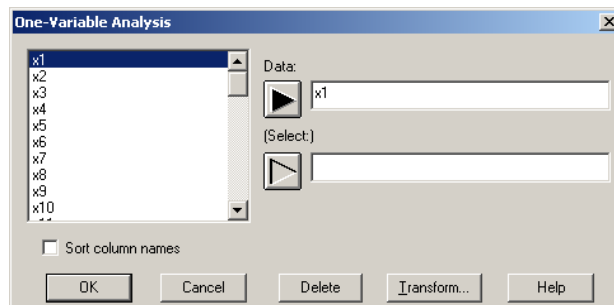 One-Variable Analysis
x1
x2
x3
x4
x5
x6
x7
x8
x9
x10
Data:
x1
(Select:)
Sort column names
OK
Cancel
Delete
Transform...
Help